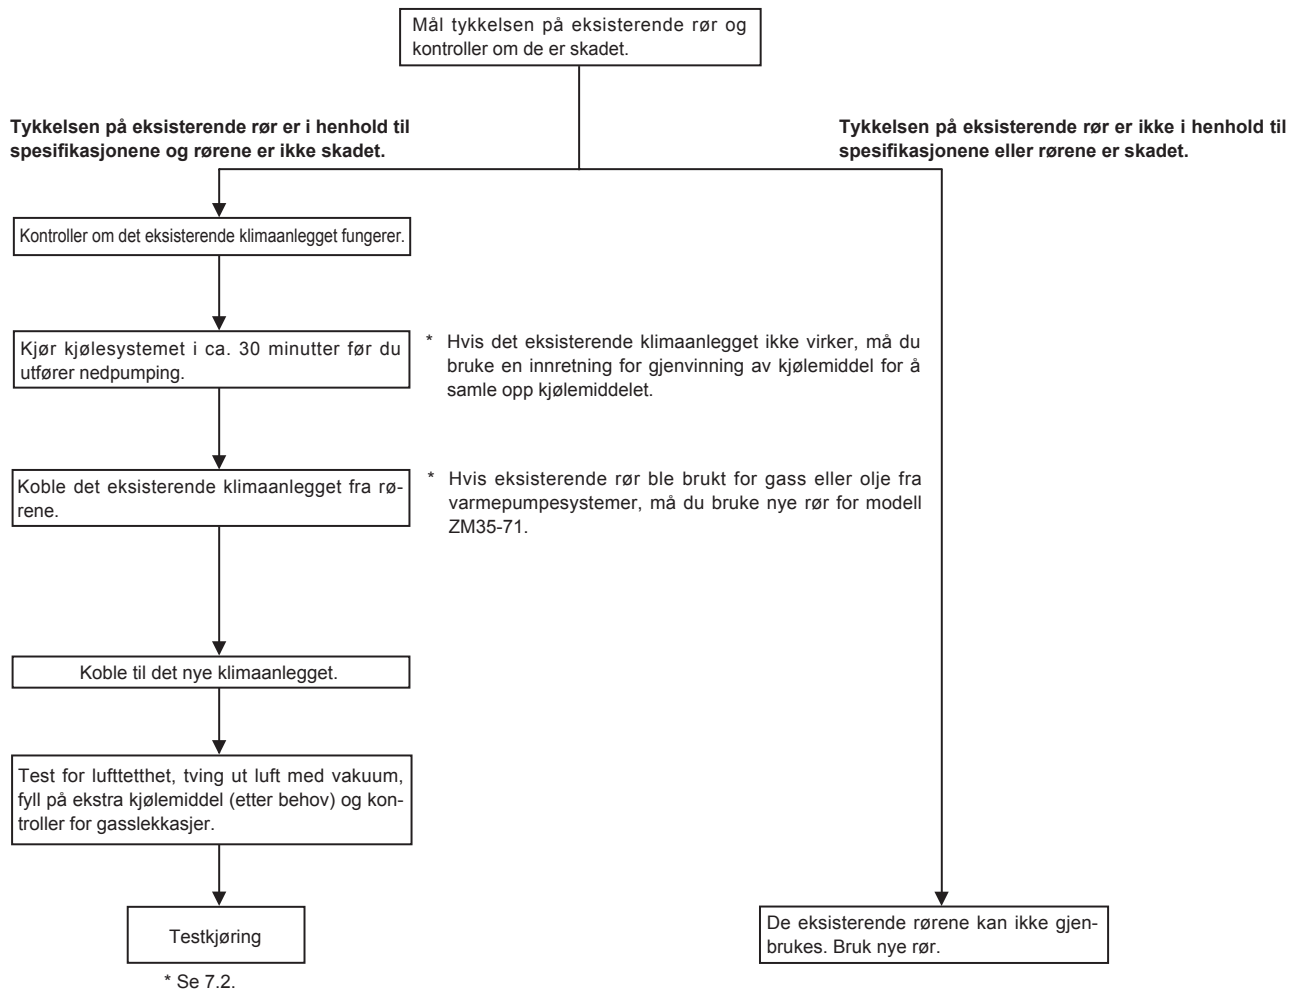 Mål tykkelsen på eksisterende rør og
kontroller om de er skadet.
Tykkelsen på eksisterende rør er i henhold til
spesifikasjonene og rørene er ikke skadet.
Tykkelsen på eksisterende rør er ikke i henhold til
spesifikasjonene eller rørene er skadet.
Kontroller om det eksisterende klimaanlegget fungerer.
Kjør kjølesystemet i ca. 30 minutter før du
utfører nedpumping.
* Hvis det eksisterende klimaanlegget ikke virker, må du
bruke en innretning for gjenvinning av kjølemiddel for å
samle opp kjølemiddelet.
Koble det eksisterende klimaanlegget fra rø-
rene.
* Hvis eksisterende rør ble brukt for gass eller olje fra
varmepumpesystemer, må du bruke nye rør for modell
ZM35-71.
Koble til det nye klimaanlegget.
Test for lufttetthet, tving ut luft med vakuum,
fyll på ekstra kjølemiddel (etter behov) og kon-
troller for gasslekkasjer.
Testkjøring
* Se 7.2.
De eksisterende rørene kan ikke gjen-
brukes. Bruk nye rør.